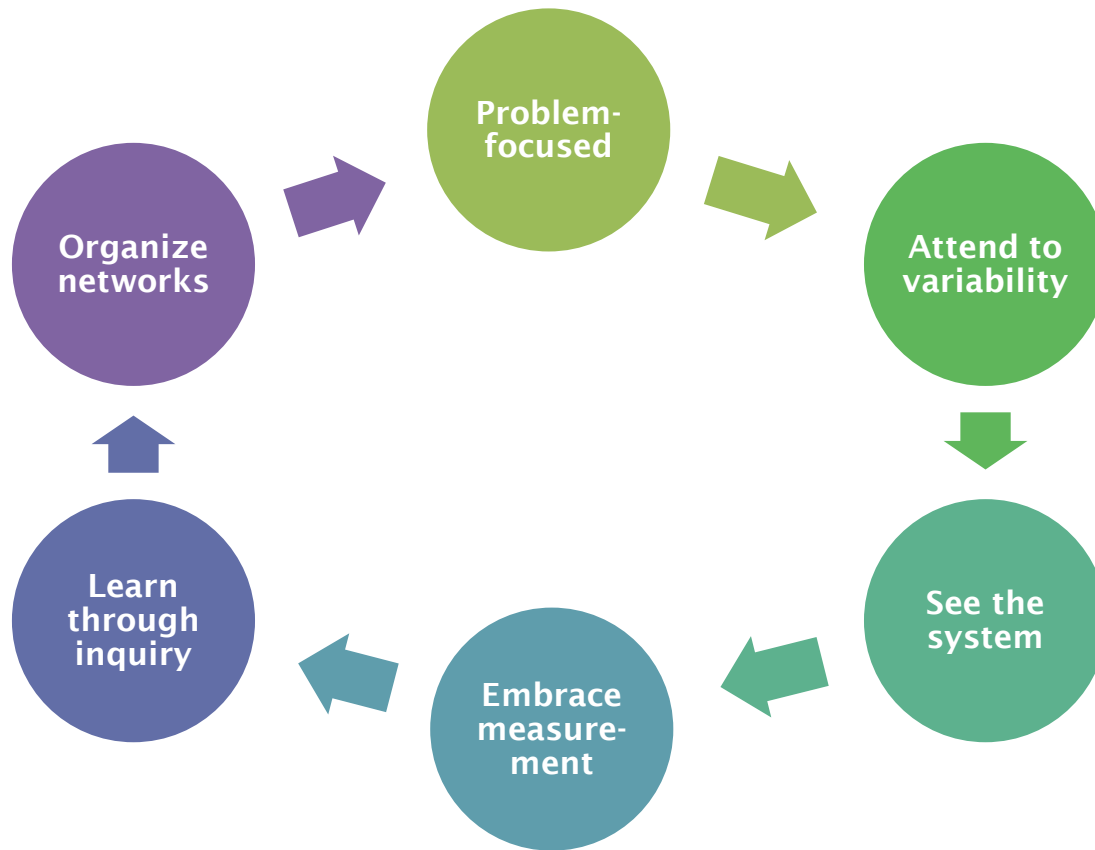 Problem-
focused
Attend to
variability
See the
system
Embrace
measure-
ment
Learn
through
inquiry
Organize
networks